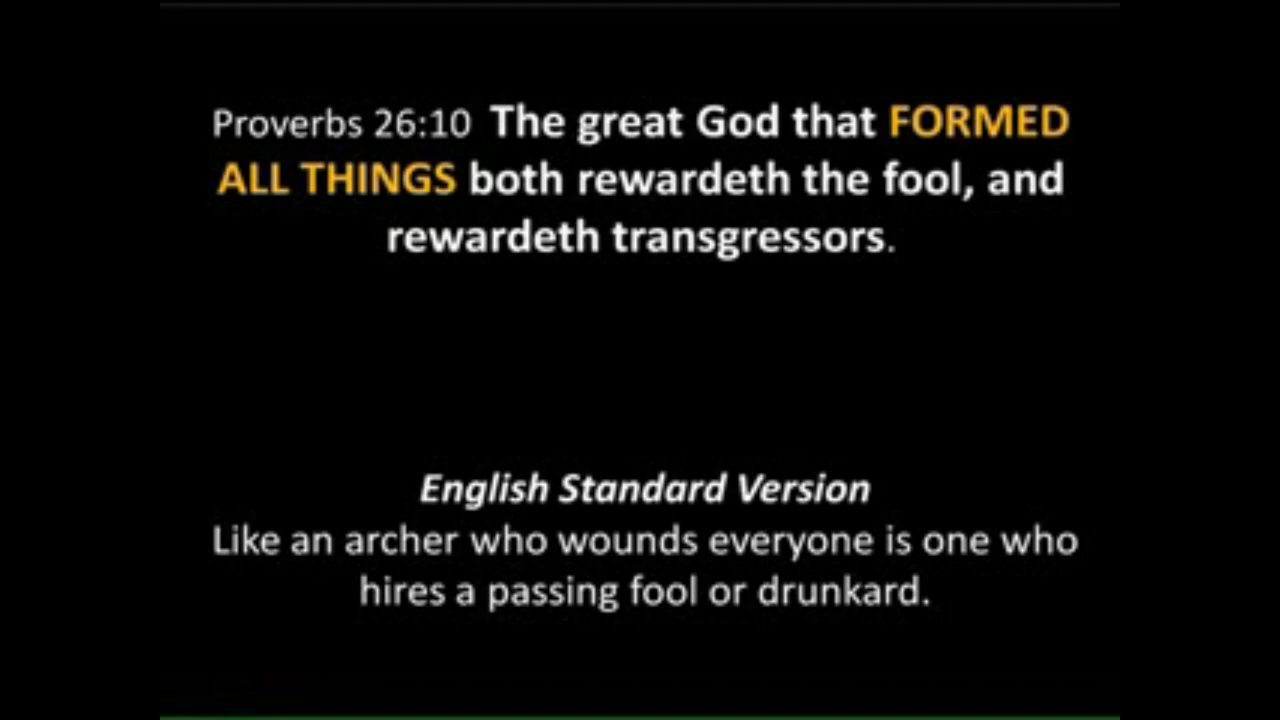 Proverbs 26:10 The great God that FORMED
ALL THINGS both rewardeth the fool, and
rewardeth transgressors.
English Standard Version
Like an archer who wounds everyone is one who
hires a passing fool or drunkard.